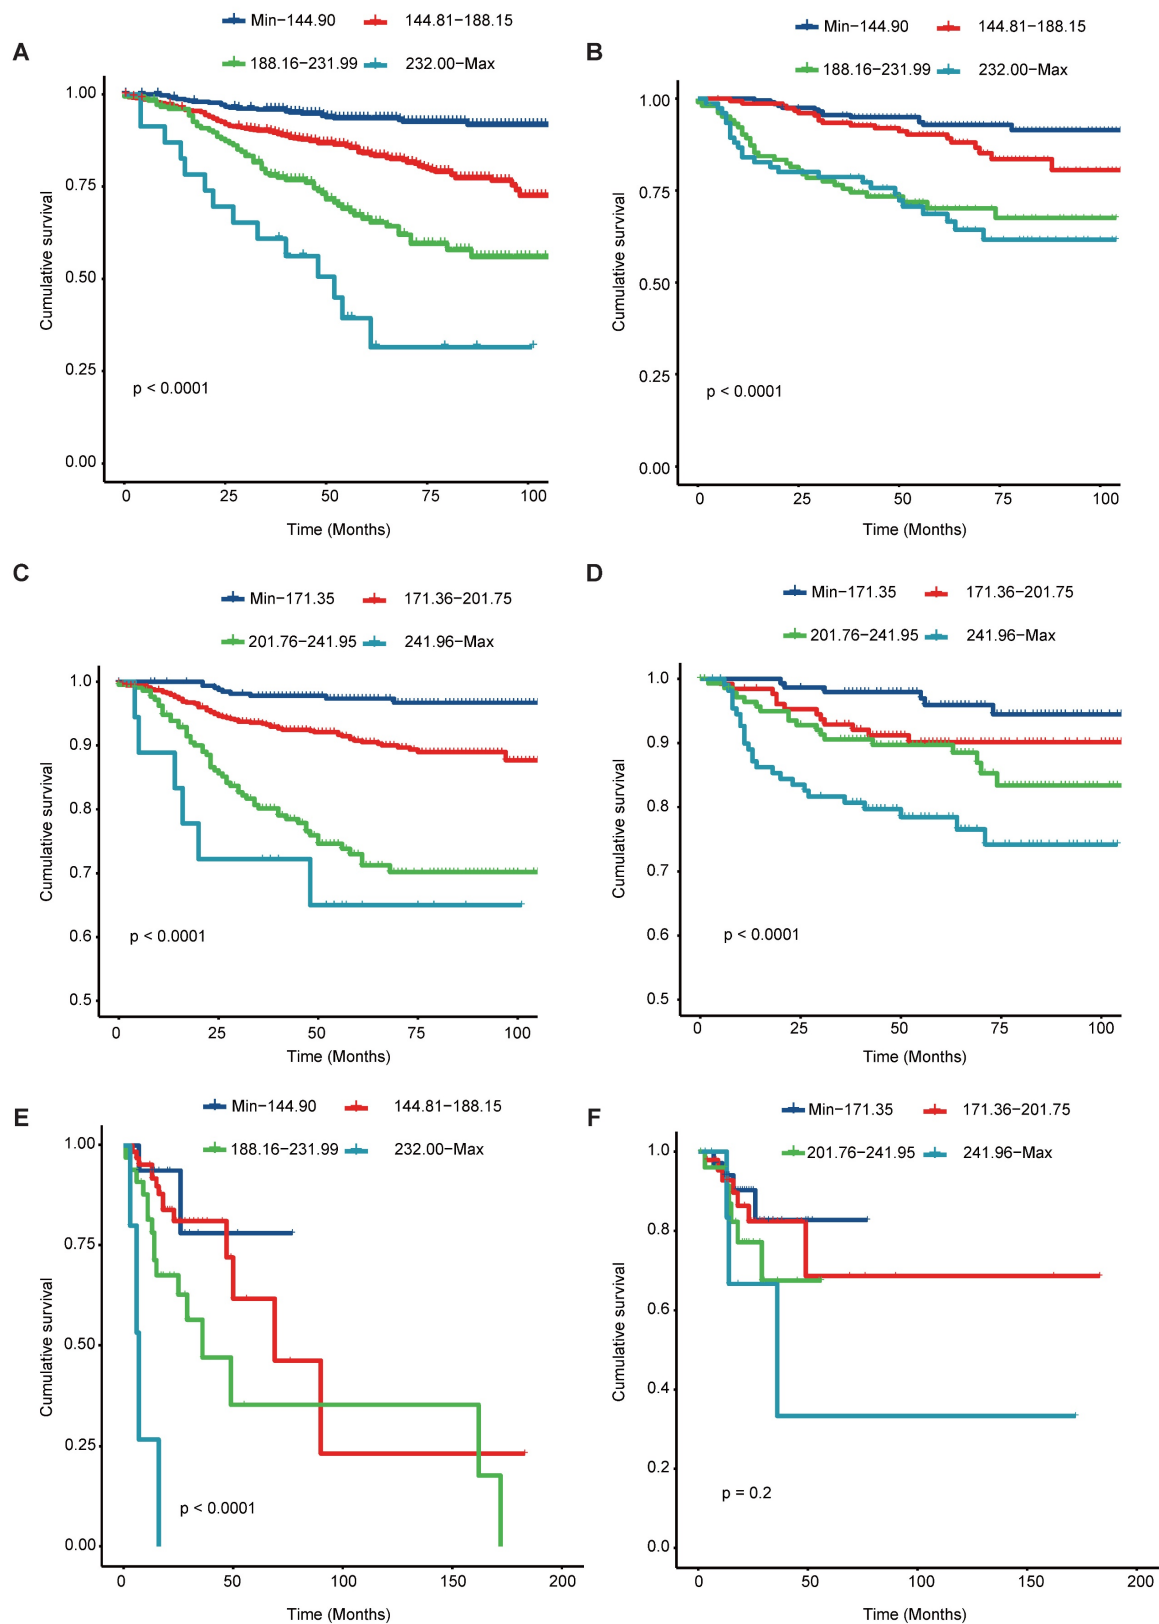 A
Min−144.90 144.81−188.15
188.16−231.99 232.00−Max
1.00
0.75
0.50
0.25
0.00
Cumulative survival
p < 0.0001
0 25 50 75 100
Time (Months)
B
Min−144.90 144.81−188.15
188.16−231.99 232.00−Max
1.00
0.75
0.50
0.25
0.00
Cumulative survival
p < 0.0001
0 25 50 75 100
Time (Months)
C
Min−171.35 171.36−201.75
201.76−241.95 241.96−Max
1.0
0.9
0.8
0.7
0.6
0.5
Cumulative survival
p < 0.0001
0 25 50 75 100
Time (Months)
D
Min−171.35 171.36−201.75
201.76−241.95 241.96−Max
1.0
0.9
0.8
0.7
0.6
0.5
Cumulative survival
p < 0.0001
0 25 50 75 100
Time (Months)
E
Min−144.90 144.81−188.15
188.16−231.99 232.00−Max
1.00
0.75
0.50
0.25
0.00
Cumulative survival
p < 0.0001
0 50 100 150 200
Time (Months)
F
Min−171.35 171.36−201.75
201.76−241.95 241.96−Max
1.0
0.8
0.6
0.4
0.2
0.0
Cumulative survival
p = 0.2
0 50 100 150 200
Time (Months)